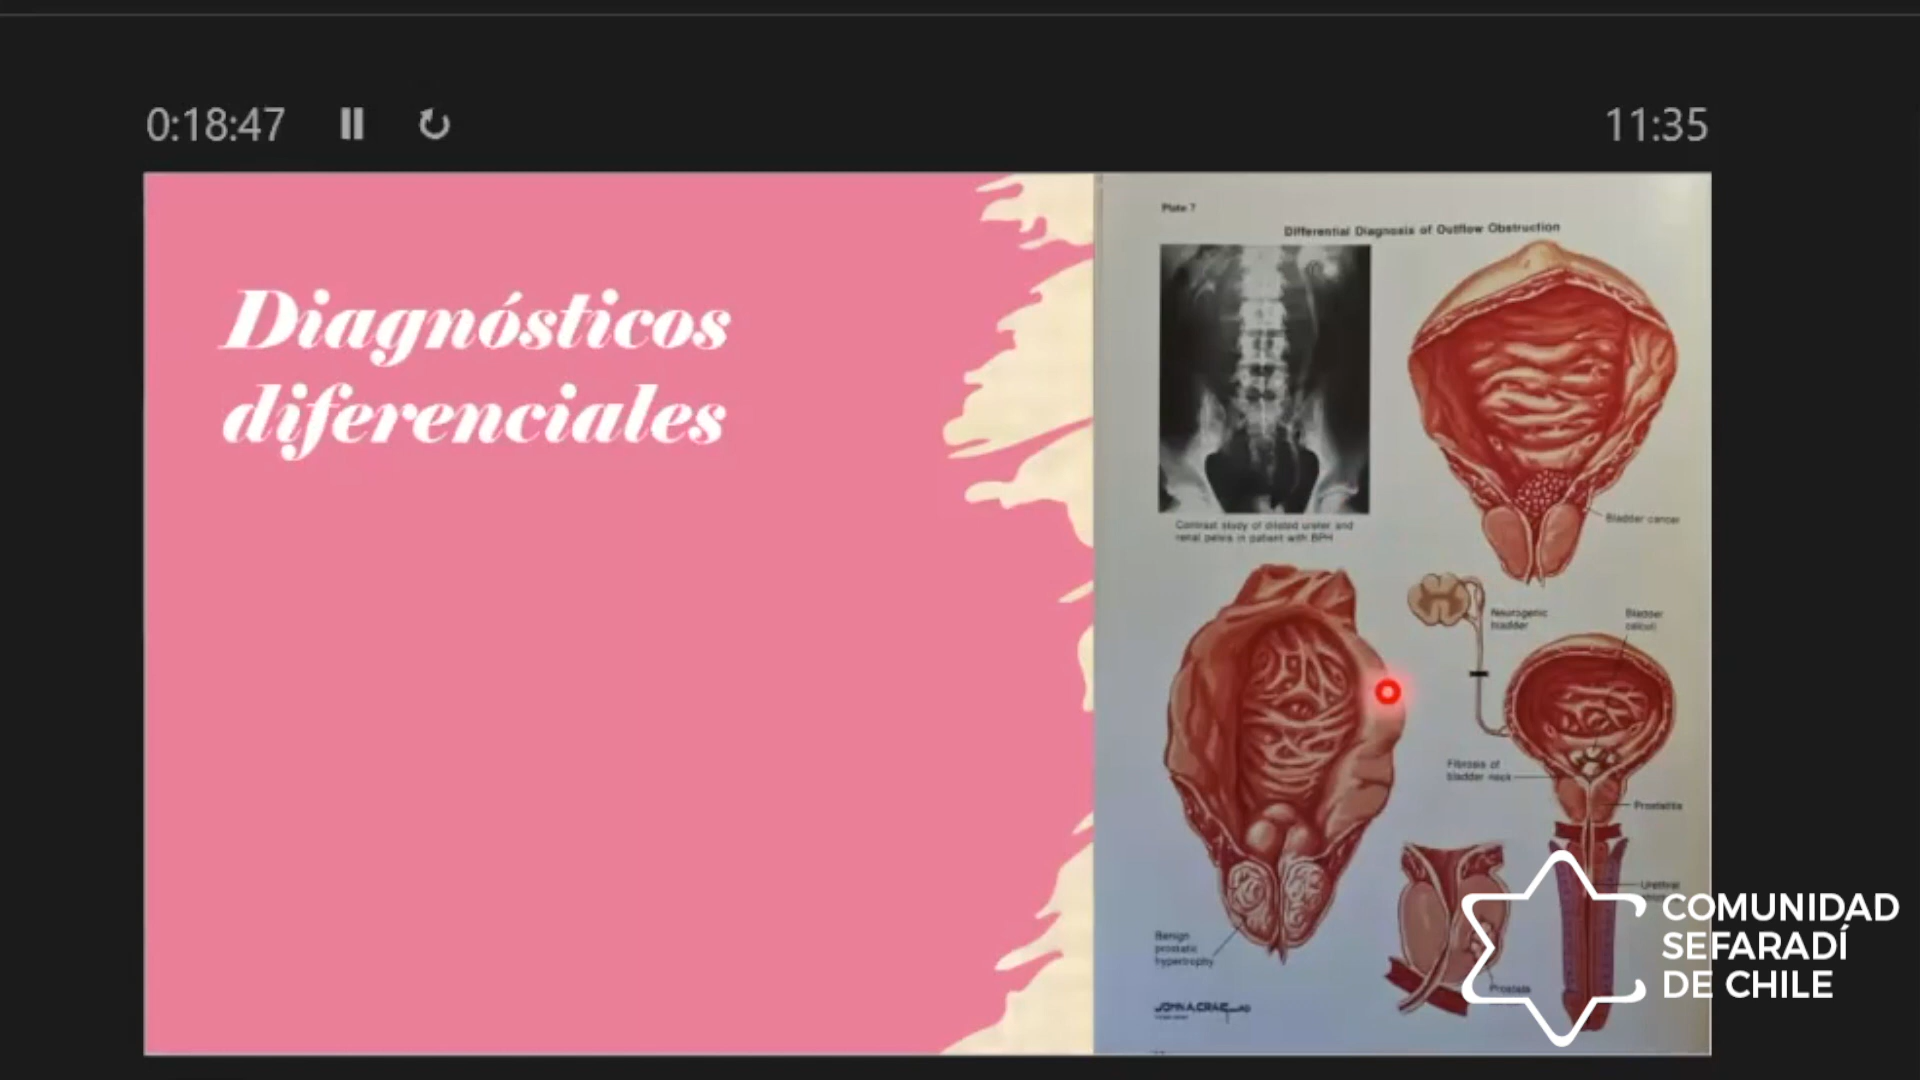 0:18:47
11:35
Diagnósticos
diferenciales
Plate 7
Differential Diagnosis of Outflow Obstruction
Contrast study of dilated ureter and
renal pelvis in patient with BPH
Bladder cancer
Neurogenic
bladder
Bladder
calculi
Fibrosis of
bladder neck
Prostatitis
Urethral
Benign
prostatic
hypertrophy
Prostate
COMUNIDAD
SEFARADÍ
DE CHILE